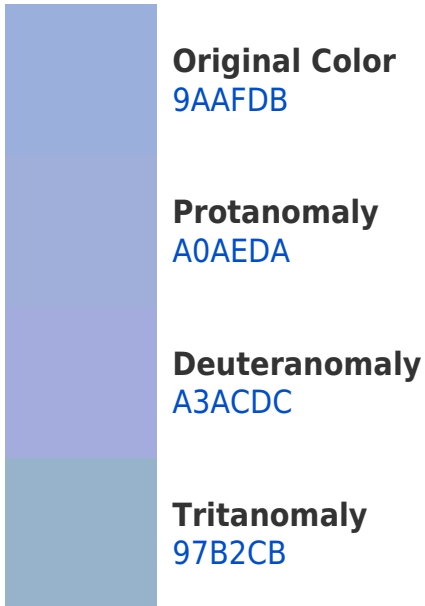 Original Color
9AAFDB
Protanomaly
A0AEDA
Deuteranomaly
A3ACDC
Tritanomaly
97B2CB